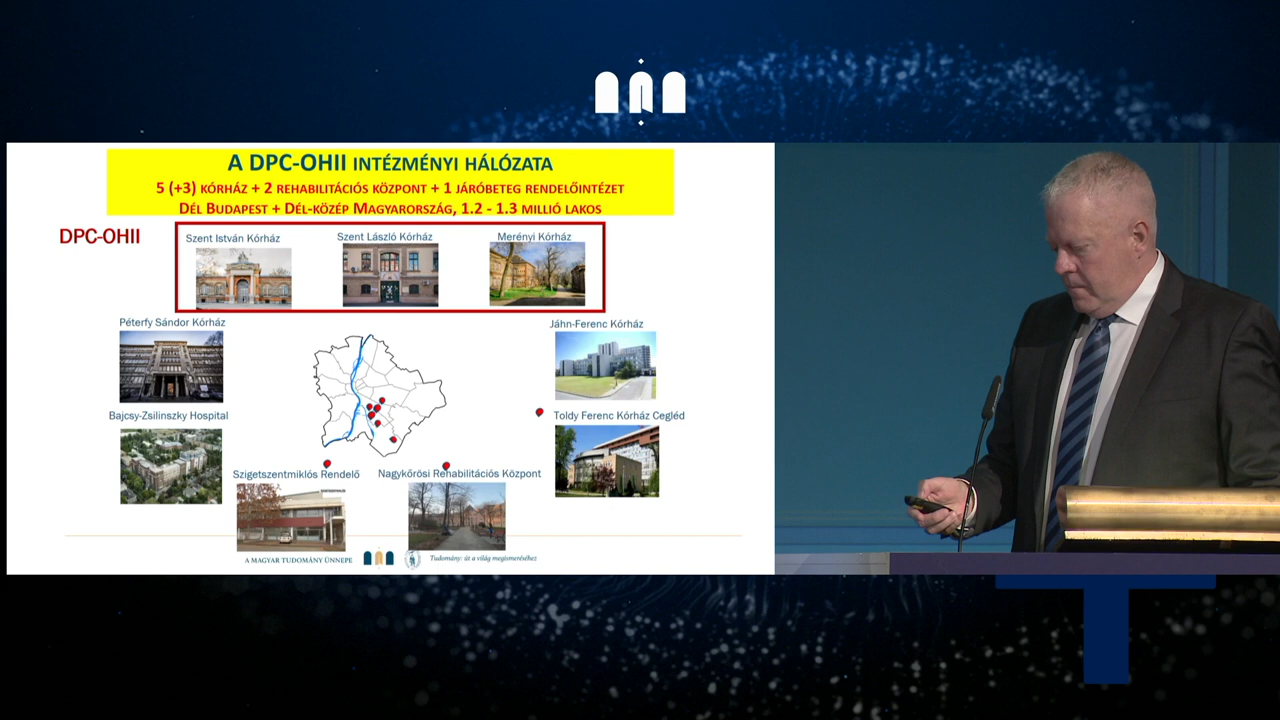 A DPC-OHII INTÉZMÉNYI HÁLÓZATA
5 (+3) KÓRHÁZ + 2 REHABILITÁCIÓS KÖZPONT + 1 JÁRÓBETEG RENDELŐINTÉZET
DÉL BUDAPEST + DÉL-KÖZÉP MAGYARORSZÁG, 1.2 - 1.3 MILLIÓ LAKOS
DPC-OHII
Szent István Kórház
Szent László Kórház
Merényi Kórház
Péterfy Sándor Kórház
Jáhn-Ferenc Kórház
Bajcsy-Zsilinszky Hospital
Toldy Ferenc Kórház Cegléd
Szigetszentmiklós Rendelő
Nagykőrösi Rehabilitációs Központ
A MAGYAR TUDOMÁNY ÜNNEPE
Tudomány: út a világ megismeréséhez